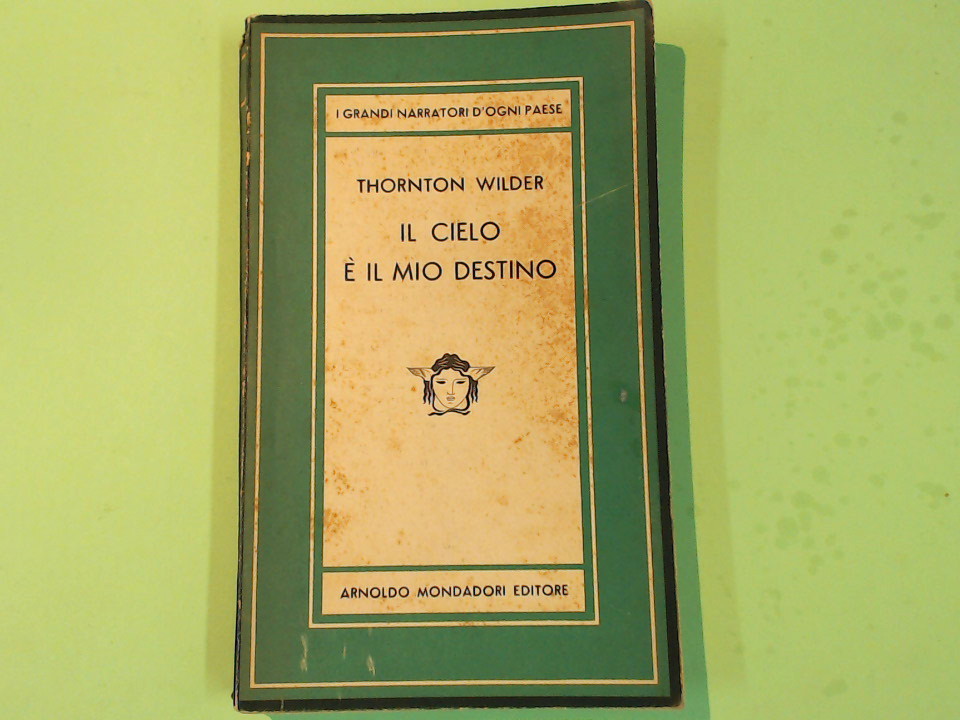 I GRANDI NARRATORI D'OGNI PAESE
THORNTON WILDER
IL CIELO
È IL MIO DESTINO
ARNOLDO MONDADORI EDITORE